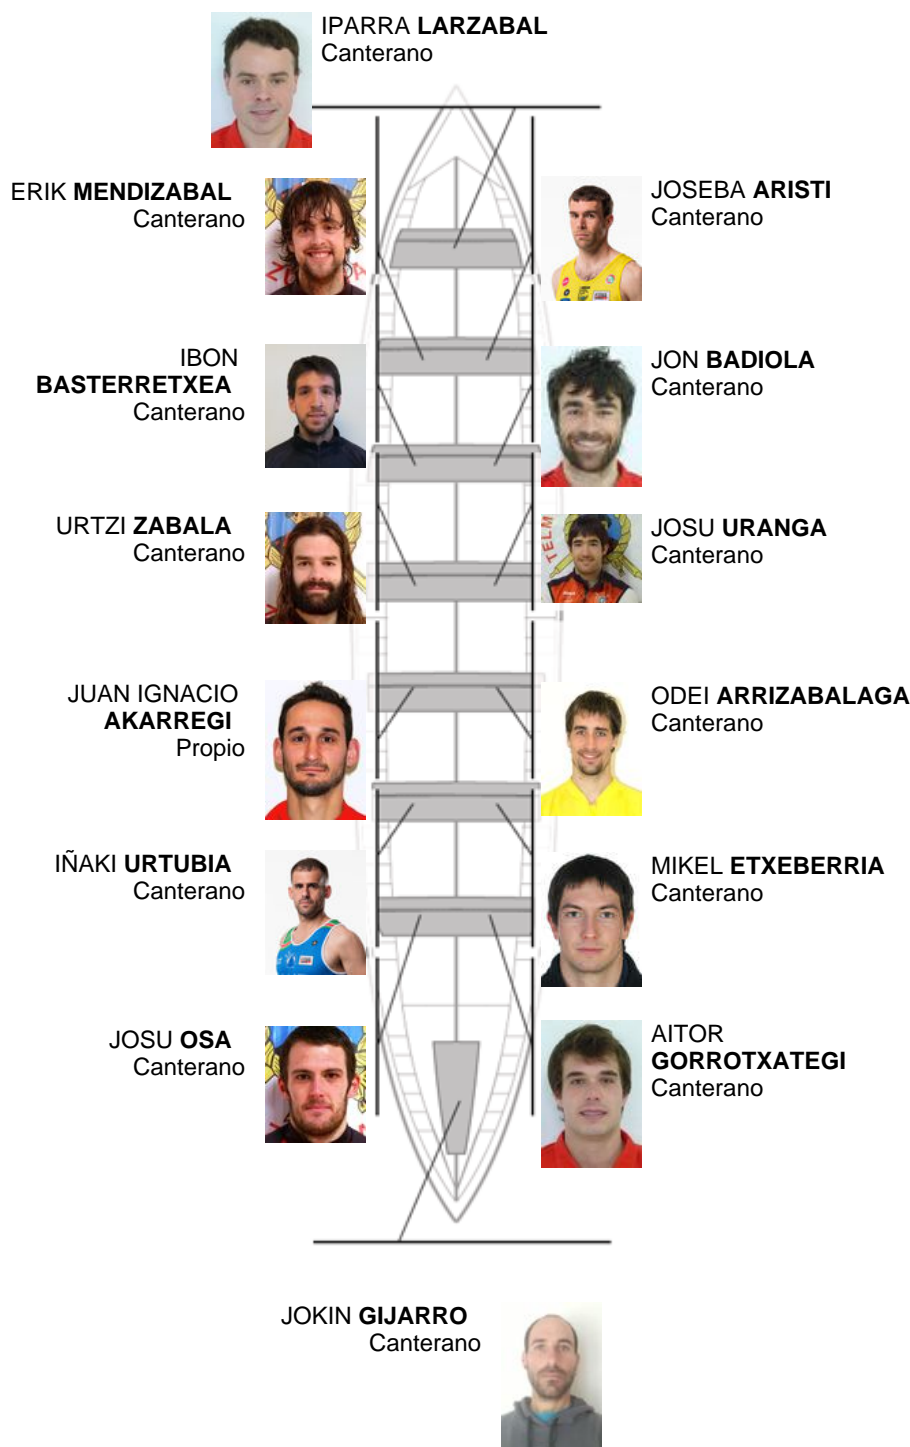 IPARRA LARZABAL
Canterano
ERIK MENDIZABAL
Canterano
JOSEBA ARISTI
Canterano
IBON
BASTERRETXEA
Canterano
JON BADIOLA
Canterano
URTZI ZABALA
Canterano
JOSU URANGA
Canterano
TELM
JUAN IGNACIO
AKARREGI
Propio
ODEI ARRIZABALAGA
Canterano
IÑAKI URTUBIA
Canterano
MIKEL ETXEBERRIA
Canterano
JOSU OSA
Canterano
AITOR
GORROTXATEGI
Canterano
JOKIN GIJARRO
Canterano